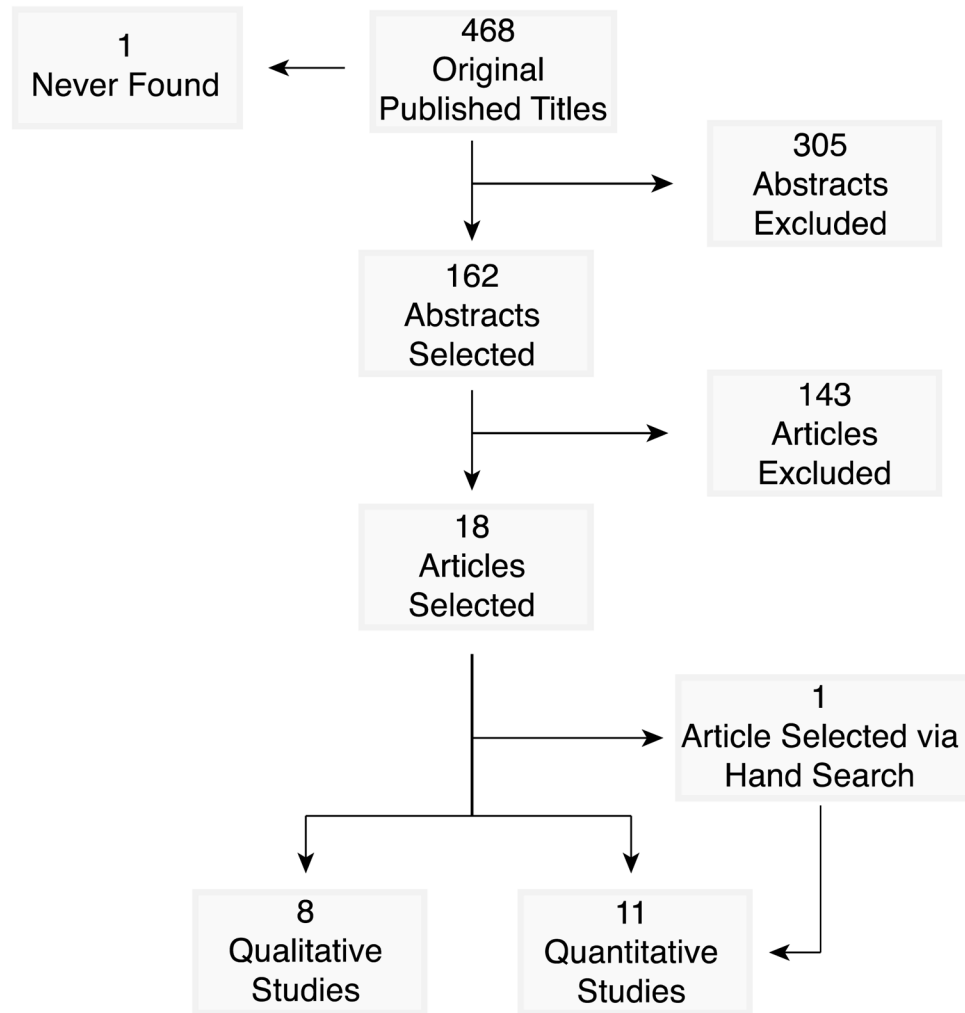 1
Never Found
468
Original
Published Titles
305
Abstracts
Excluded
162
Abstracts
Selected
143
Articles
Excluded
18
Articles
Selected
1
Article Selected via
Hand Search
8
Qualitative
Studies
11
Quantitative
Studies